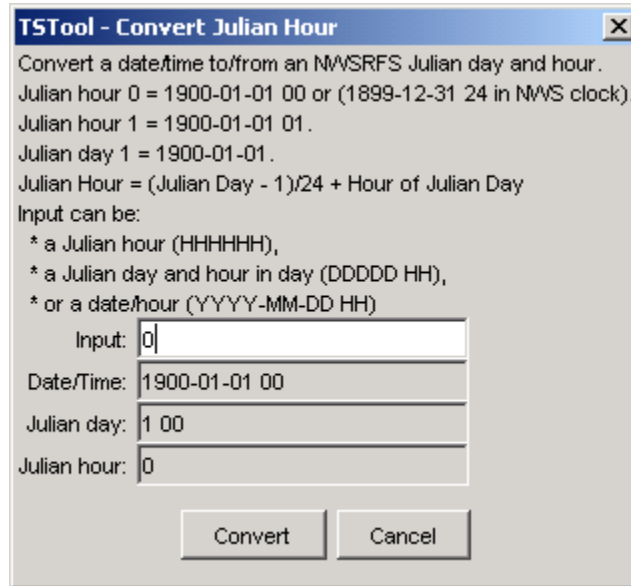 TSTool - Convert Julian Hour
Convert a date/time to/from an NWSRFS Julian day and hour.
Julian hour 0 = 1900-01-01 00 or (1899-12-31 24 in NWS clock).
Julian hour 1 = 1900-01-01 01.
Julian day 1 = 1900-01-01.
Julian Hour = (Julian Day - 1)/24 + Hour of Julian Day
Input can be:
* a Julian hour (HHHHHH),
* a Julian day and hour in day (DDDDD HH),
* or a date/hour (YYYY-MM-DD HH)
Input: 0
Date/Time: 1900-01-01 00
Julian day: 1 00
Julian hour: 0
Convert Cancel